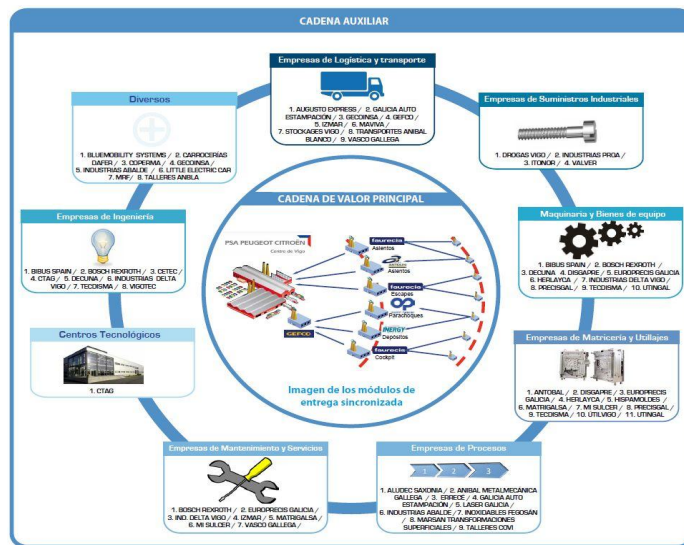 CADENA AUXILIAR
Empresas de Logística y transporte
1. AUGUSTO EXPRESS / 2. GALICIA AUTO
ESTAMPACIÓN / 3. GECOINSA / 4. GEFCO /
5. IZMAR / 6. MAVIVA /
7. STOCKAGES VIGO / 8. TRANSPORTES ANIBAL
BLANCO / 9. VASCO GALLEGA
Diversos
1. BLUEMOBILITY SYSTEMS / 2. CARROCERÍAS
DAFER / 3. COPERMA / 4. GECOINSA /
5. INDUSTRIAS ABALDE / 6. LITTLE ELECTRIC CAR
7. MRF/ 8. TALLERES ANBLA
Empresas de Suministros Industriales
1. DROGAS VIGO / 2. INDUSTRIAS PROA /
3. ITONOR / 4. VALVER /
Empresas de Ingeniería
1. BIBUS SPAIN / 2. BOSCH REXROTH / 3. CETEC /
4. CTAG / 5. DECUNA / 6. INDUSTRIAS DELTA
VIGO / 7. TECDISMA / 8. VIGOTEC
Maquinaria y Bienes de equipo
1. BIBUS SPAIN / 2. BOSCH REXROTH /
3. DECUNA 4. DISGAPRE / 5. EUROPRECIS GALICIA
6. HERLAYCA / 7. INDUSTRIAS DELTA VIGO /
8. PRECISGAL / 9. TECDISMA / 10. UTINGAL
CADENA DE VALOR PRINCIPAL
PSA PEUGEOT CITROËN
Centro de Vigo
faurecia
Asientos
Asientos
faurecia
Escapes
Parachoques
ENERGY
Depósitos
GEFCO
faurecia
Cockpit
Imagen de los módulos de
entrega sincronizada
Centros Tecnológicos
1. CTAG
Empresas de Matricería y Utillajes
1. ANTOBAL / 2. DISGAPRE / 3. EUROPRECIS
GALICIA / 4. HERLAYCA / 5. HISPAMOLDES /
6. MATRIGALSA / 7. MI SULCER / 8. PRECISGAL /
9. TECDISMA / 10. UTILVIGO / 11. UTINGAL
Empresas de Mantenimiento y Servicios
1. BOSCH REXROTH / 2. EUROPRECIS GALICIA /
3. IND. DELTA VIGO / 4. IZMAR / 5. MATRIGALSA /
6. MI SULCER / 7. VASCO GALLEGA /
Empresas de Procesos
1 2 3
1. ALUDEC SAXONIA / 2. ANIBAL METALMECÁNICA
GALLEGA / 3. ERRECE / 4. GALICIA AUTO
ESTAMPACIÓN / 5. LASER GALICIA /
6. INDUSTRIAS ABALDE / 7. INOXIDABLES FEGOSÁN /
8. MARSAN TRANSFORMACIONES
SUPERFICIALES / 9. TALLERES COVI